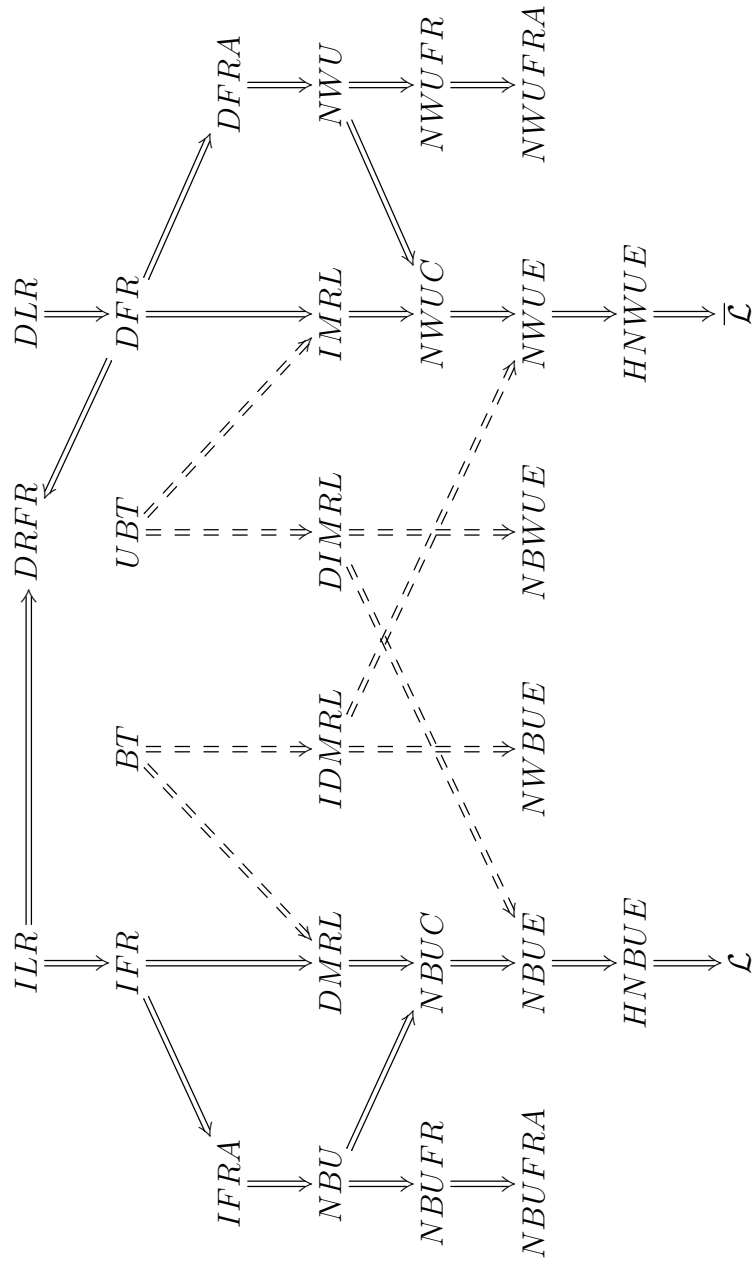 ILR
DRFR
DLR
IFR
BT
UBT
DFR
IFRA
DFRA
NBU
DMRL
IDMRL
DIMRL
IMRL
NWU
NBUFR
NBUC
NWUC
NWUFR
NBUFRA
NBUE
NWBUE
NBWUE
NWUE
NWUFRA
HNBUE
HNWUE
ℒ
ℒ̅